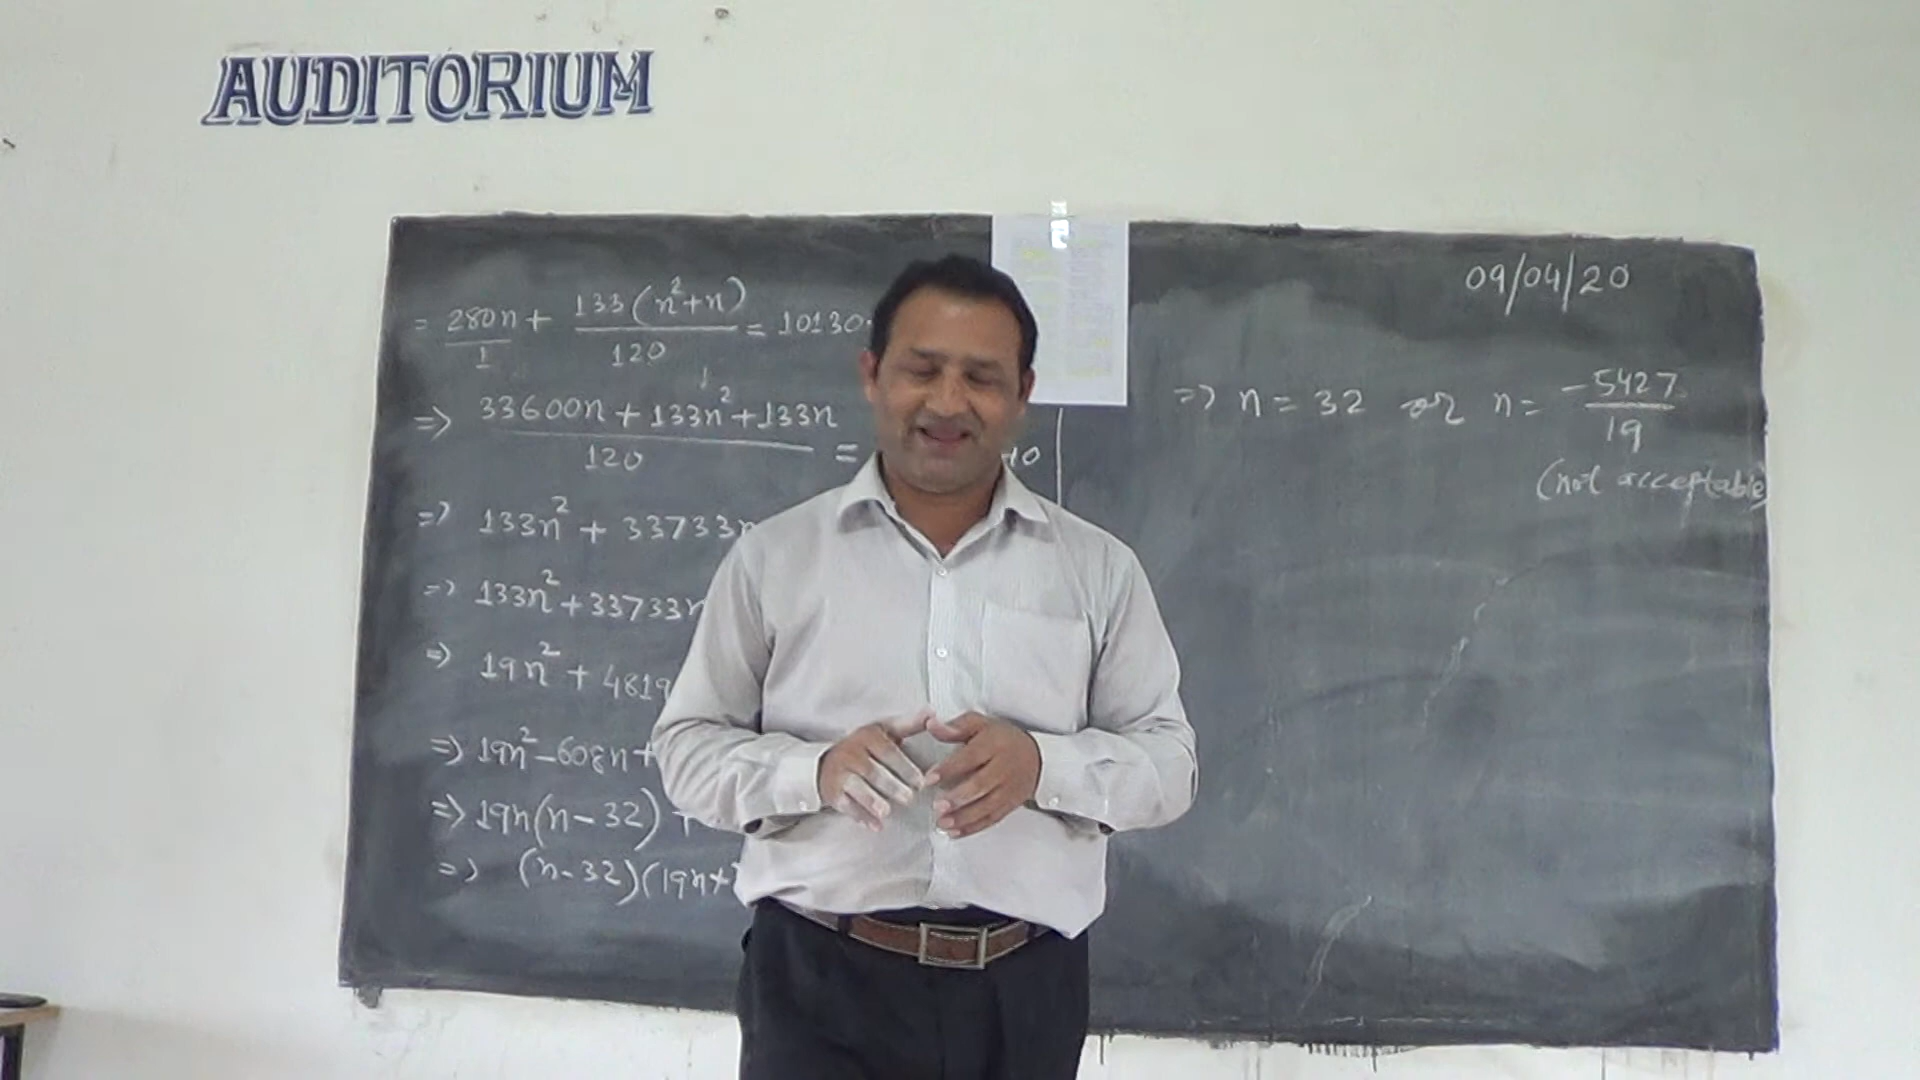 AUDITORIUM
= 280n/1 + 133(n²+n)/120 = 10130
=> 33600n + 133n² + 133n / 120 =
=> 133n² + 33733n
=> 133n² + 33733n
=> 19n² + 4819
=> 19n² - 608n +
=> 19n(n - 32) +
=> (n - 32)(19n +
09/04/20
=> n = 32 or n = -5427/19
(not acceptable)